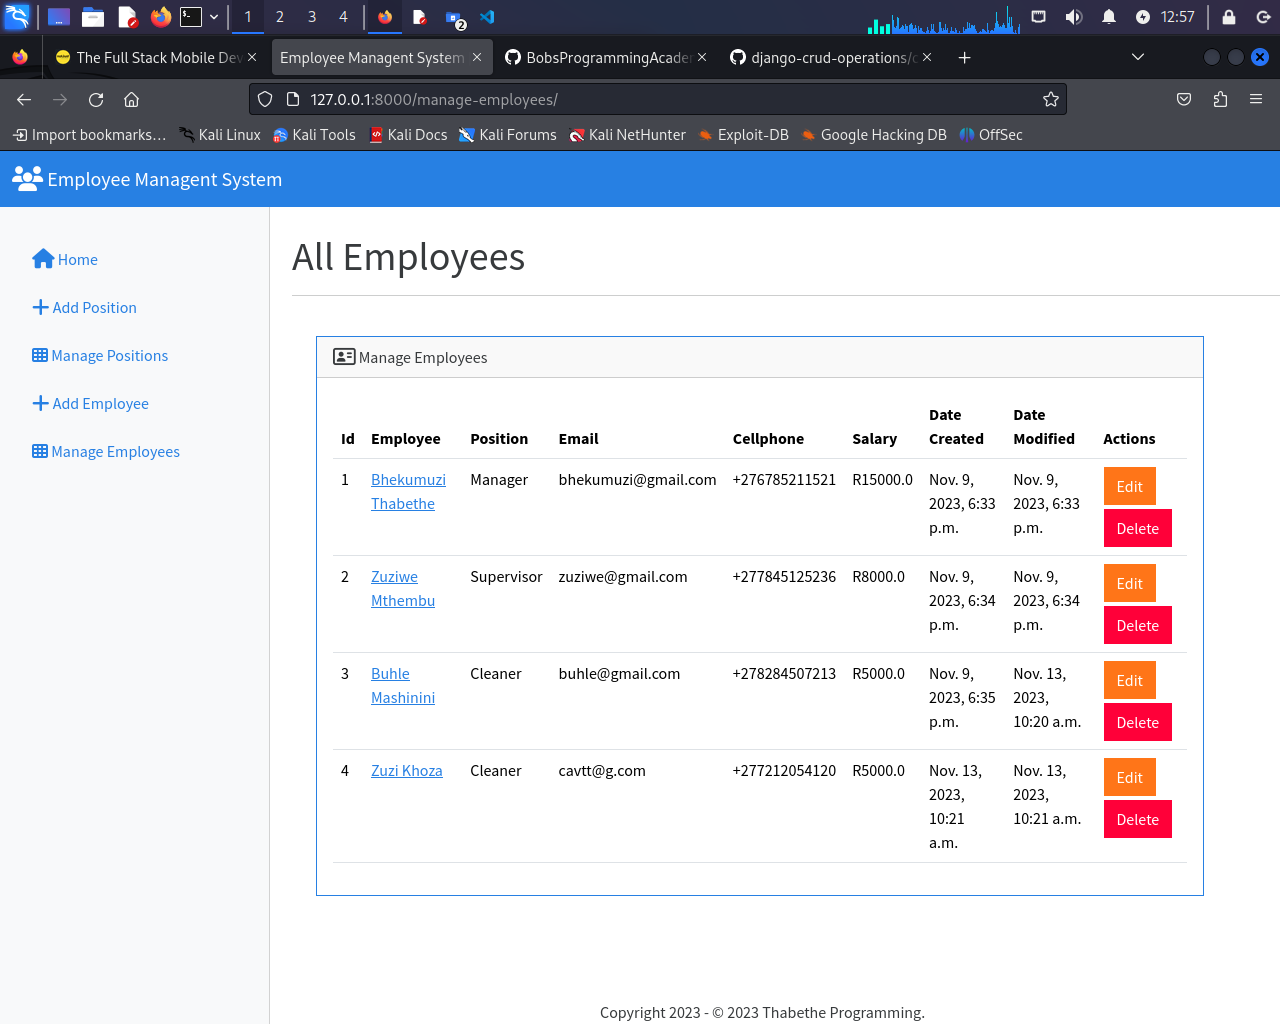 1 2 3 4 2 12:57
The Full Stack Mobile Dev Employee Managent System BobsProgrammingAcader django-crud-operations/c
127.0.0.1:8000/manage-employees/
Import bookmarks... Kali Linux Kali Tools Kali Docs Kali Forums Kali NetHunter Exploit-DB Google Hacking DB OffSec
Employee Managent System
Home
Add Position
Manage Positions
Add Employee
Manage Employees
All Employees
Manage Employees
Id Employee Position Email Cellphone Salary Date Created Date Modified Actions
1 Bhekumuzi Thabethe Manager bhekumuzi@gmail.com +276785211521 R15000.0 Nov. 9, 2023, 6:33 p.m. Nov. 9, 2023, 6:33 p.m. Edit Delete
2 Zuziwe Mthembu Supervisor zuziwe@gmail.com +277845125236 R8000.0 Nov. 9, 2023, 6:34 p.m. Nov. 9, 2023, 6:34 p.m. Edit Delete
3 Buhle Mashinini Cleaner buhle@gmail.com +278284507213 R5000.0 Nov. 9, 2023, 6:35 p.m. Nov. 13, 2023, 10:20 a.m. Edit Delete
4 Zuzi Khoza Cleaner cavtt@g.com +277212054120 R5000.0 Nov. 13, 2023, 10:21 a.m. Nov. 13, 2023, 10:21 a.m. Edit Delete
Copyright 2023 - © 2023 Thabethe Programming.